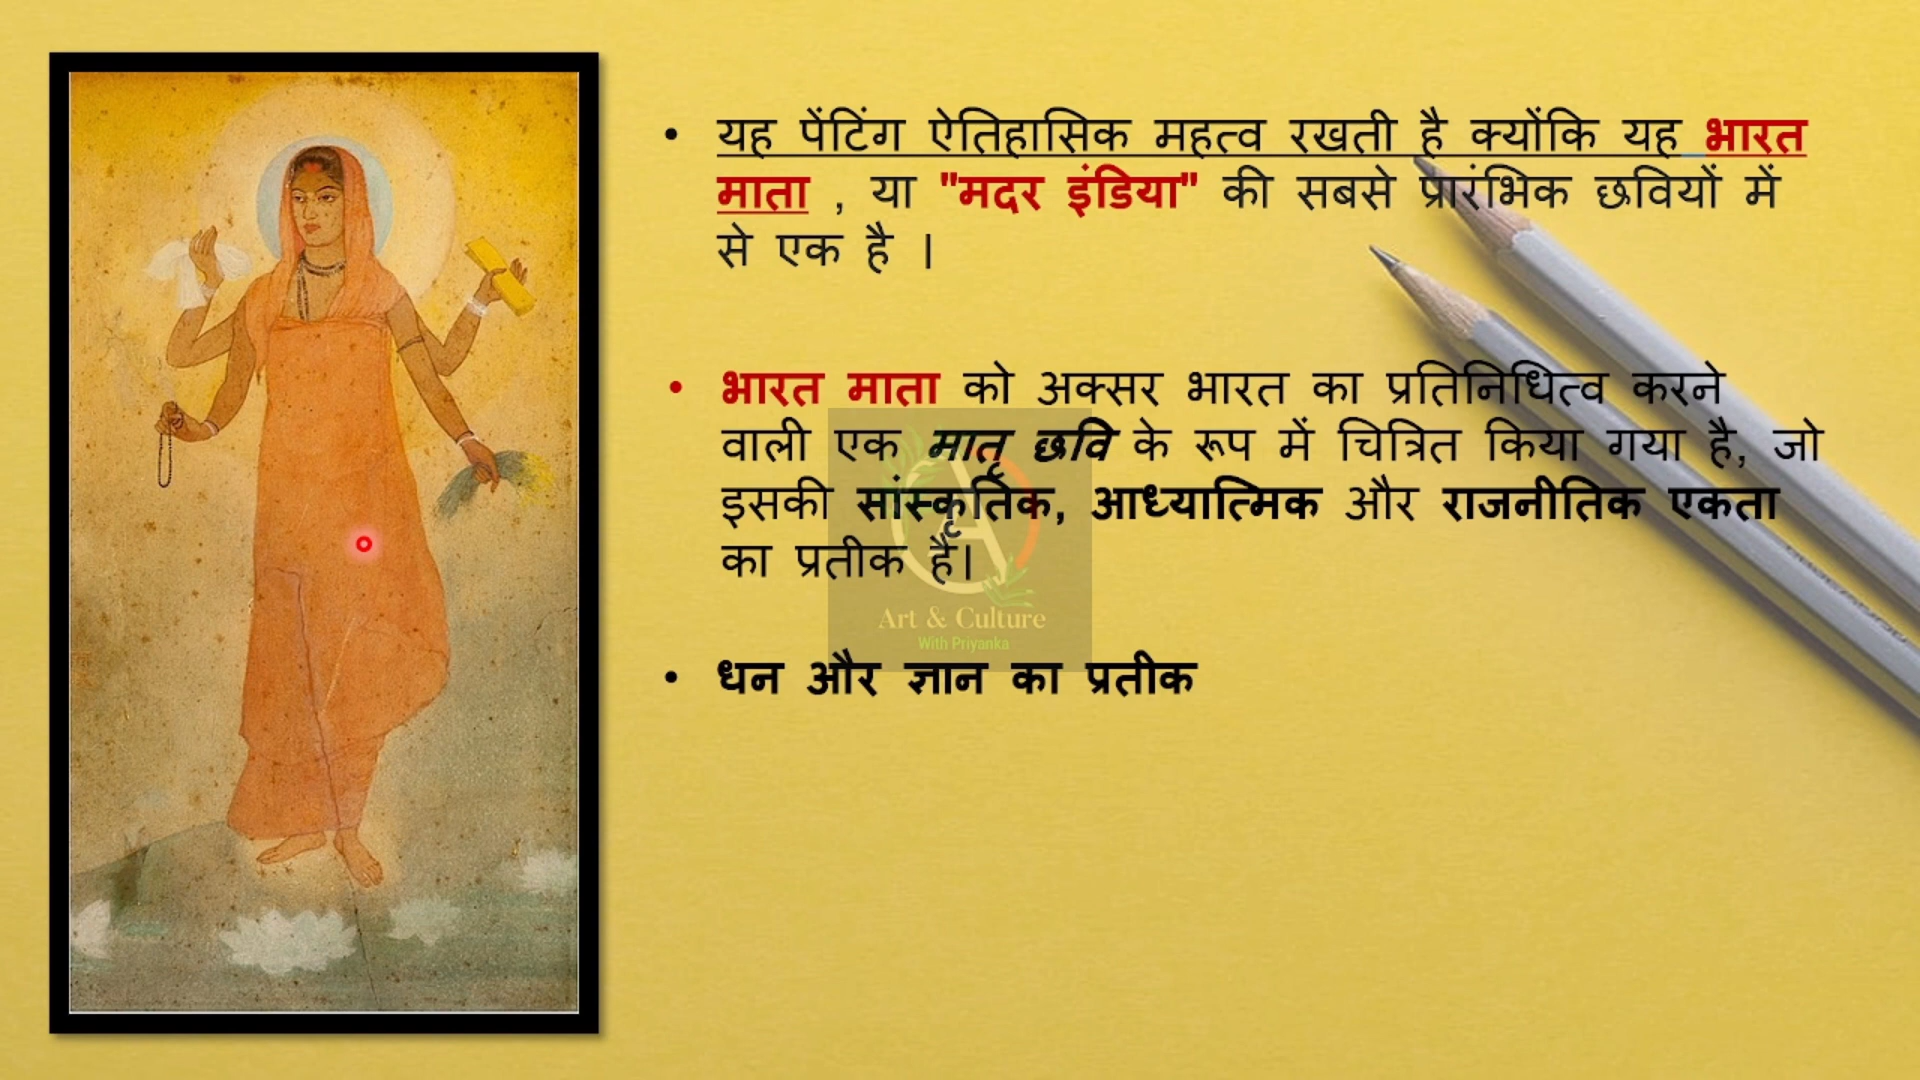 • यह पेंटिंग ऐतिहासिक महत्व रखती है क्योंकि यह भारत
माता , या "मदर इंडिया" की सबसे प्रारंभिक छवियों में
से एक है ।
• भारत माता को अक्सर भारत का प्रतिनिधित्व करने
वाली एक मातृ छवि के रूप में चित्रित किया गया है, जो
इसकी सांस्कृतिक, आध्यात्मिक और राजनीतिक एकता
का प्रतीक है।
Art & Culture
With Priyanka
• धन और ज्ञान का प्रतीक